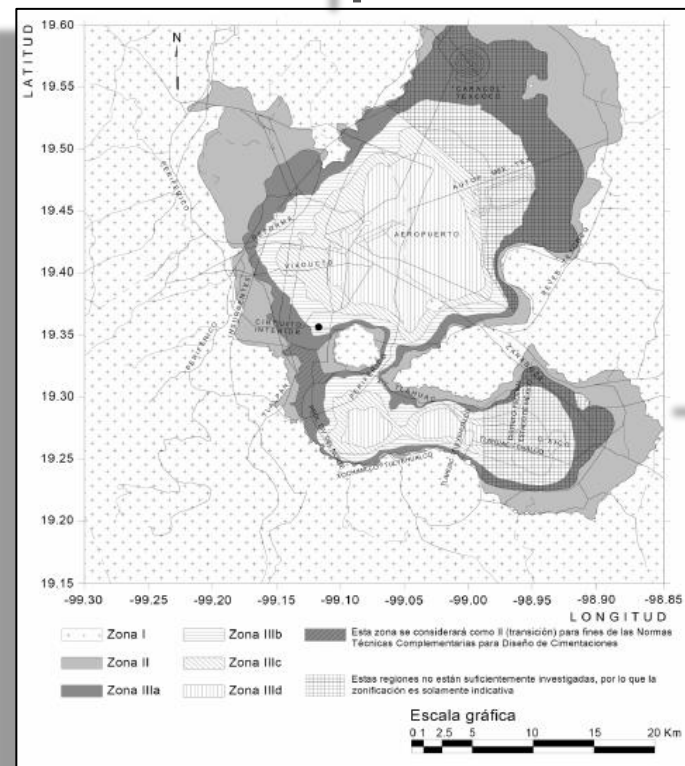 LATITUD
19.60
19.55
19.50
19.45
19.40
19.35
19.30
19.25
19.20
19.15
N
"CARACOL"
TEXCOCO
PERIFERICO
REFORMA
AEROPUERTO
VIADUCTO
CIRCUITO
INTERIOR
INSURGENTES
PERIFERICO
TLALPAN
PERIFERICO
TLAHUAC
ZARAGOZA
-99.30
-99.25
-99.20
-99.15
-99.10
-99.05
-99.00
-98.95
-98.90
-98.85
LONGITUD
Zona I
Zona II
Zona IIIa
Zona IIIb
Zona IIIc
Zona IIId
Esta zona se considerará como II (transición) para fines de las Normas
Técnicas Complementarias para Diseño de Cimentaciones
Estas regiones no están suficientemente investigadas, por lo que la
zonificación es solamente indicativa
Escala gráfica
0 1 2.5 5 10 15 20 Km